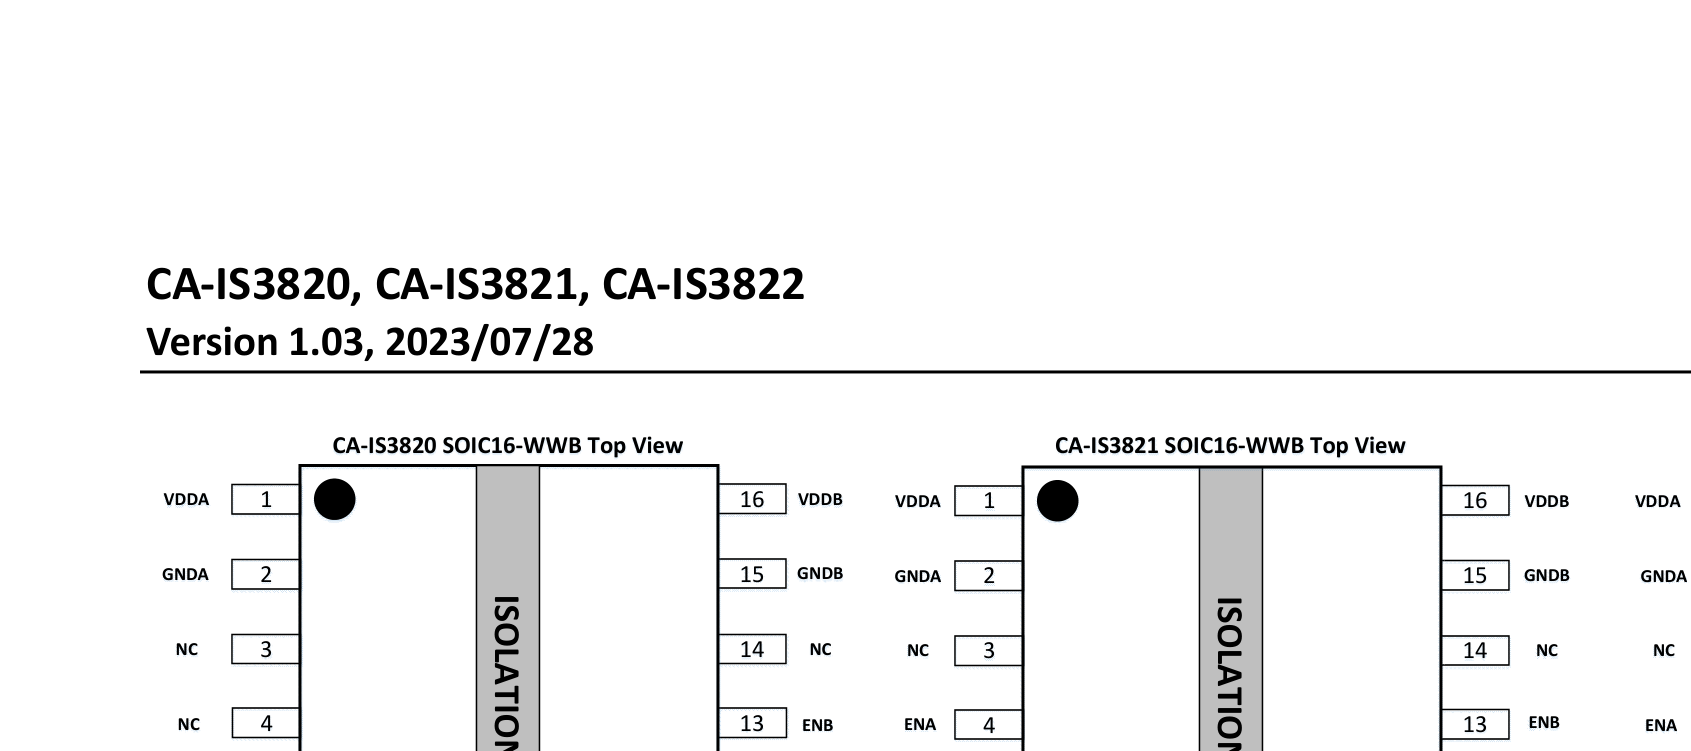 CA-IS3820, CA-IS3821, CA-IS3822
Version 1.03, 2023/07/28
CA-IS3820 SOIC16-WWB Top View
CA-IS3821 SOIC16-WWB Top View
VDDA 1 16 VDDB VDDA 1 16 VDDB VDDA
GNDA 2 15 GNDB GNDA 2 15 GNDB GNDA
NC 3 14 NC NC 3 14 NC NC
NC 4 13 ENB ENA 4 13 ENB ENA
ISOLATION
ISOLATION